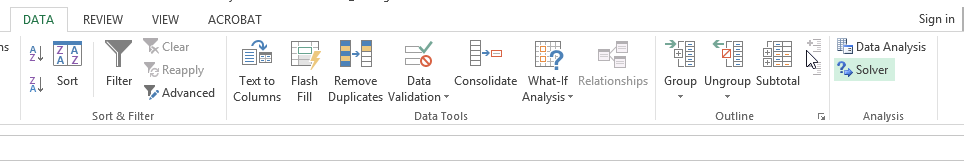 DATA REVIEW VIEW ACROBAT Sign in
Sort
Filter
Clear
Reapply
Advanced
Sort & Filter
Text to
Columns
Flash
Fill
Remove
Duplicates
Data
Validation
Consolidate
What-If
Analysis
Relationships
Data Tools
Group
Ungroup
Subtotal
Outline
Data Analysis
Solver
Analysis